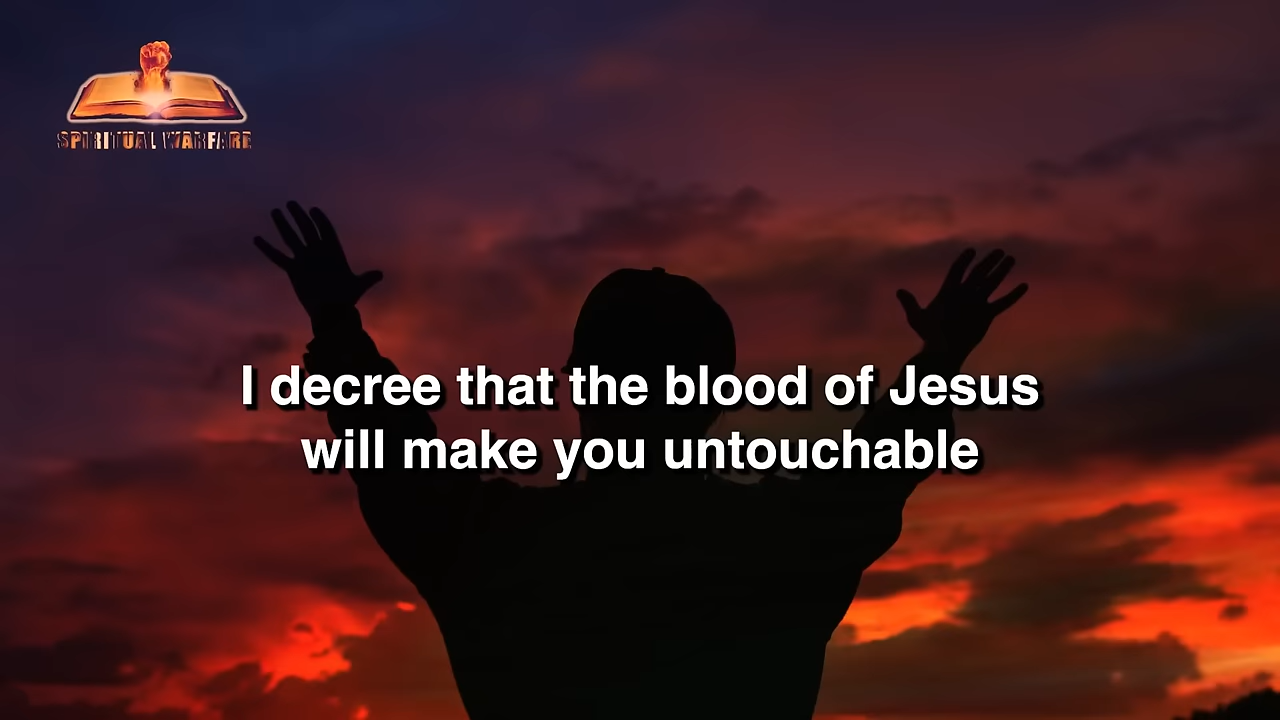 SPIRITUAL WARFARE
I decree that the blood of Jesus
will make you untouchable